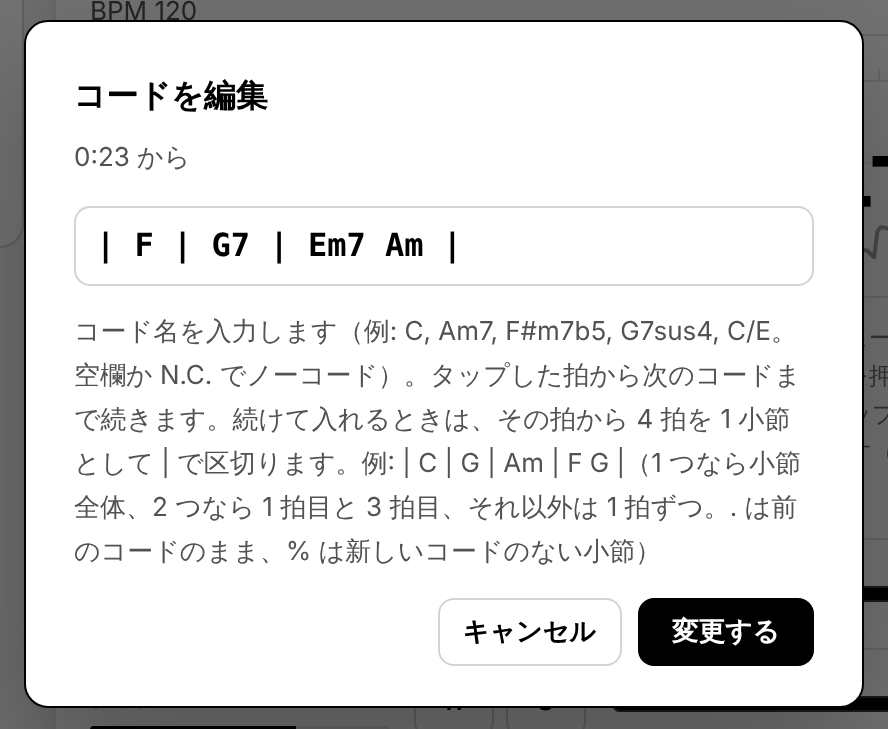 BPM 120
コードを編集
0:23 から
| F | G7 | Em7 Am |
コード名を入力します（例: C, Am7, F#m7b5, G7sus4, C/E。
空欄か N.C. でノーコード）。タップした拍から次のコードま
で続きます。続けて入れるときは、その拍から 4 拍を 1 小節
として | で区切ります。例: | C | G | Am | F G |（1 つなら小節
全体、2 つなら 1 拍目と 3 拍目、それ以外は 1 拍ずつ。. は前
のコードのまま、% は新しいコードのない小節）
キャンセル
変更する